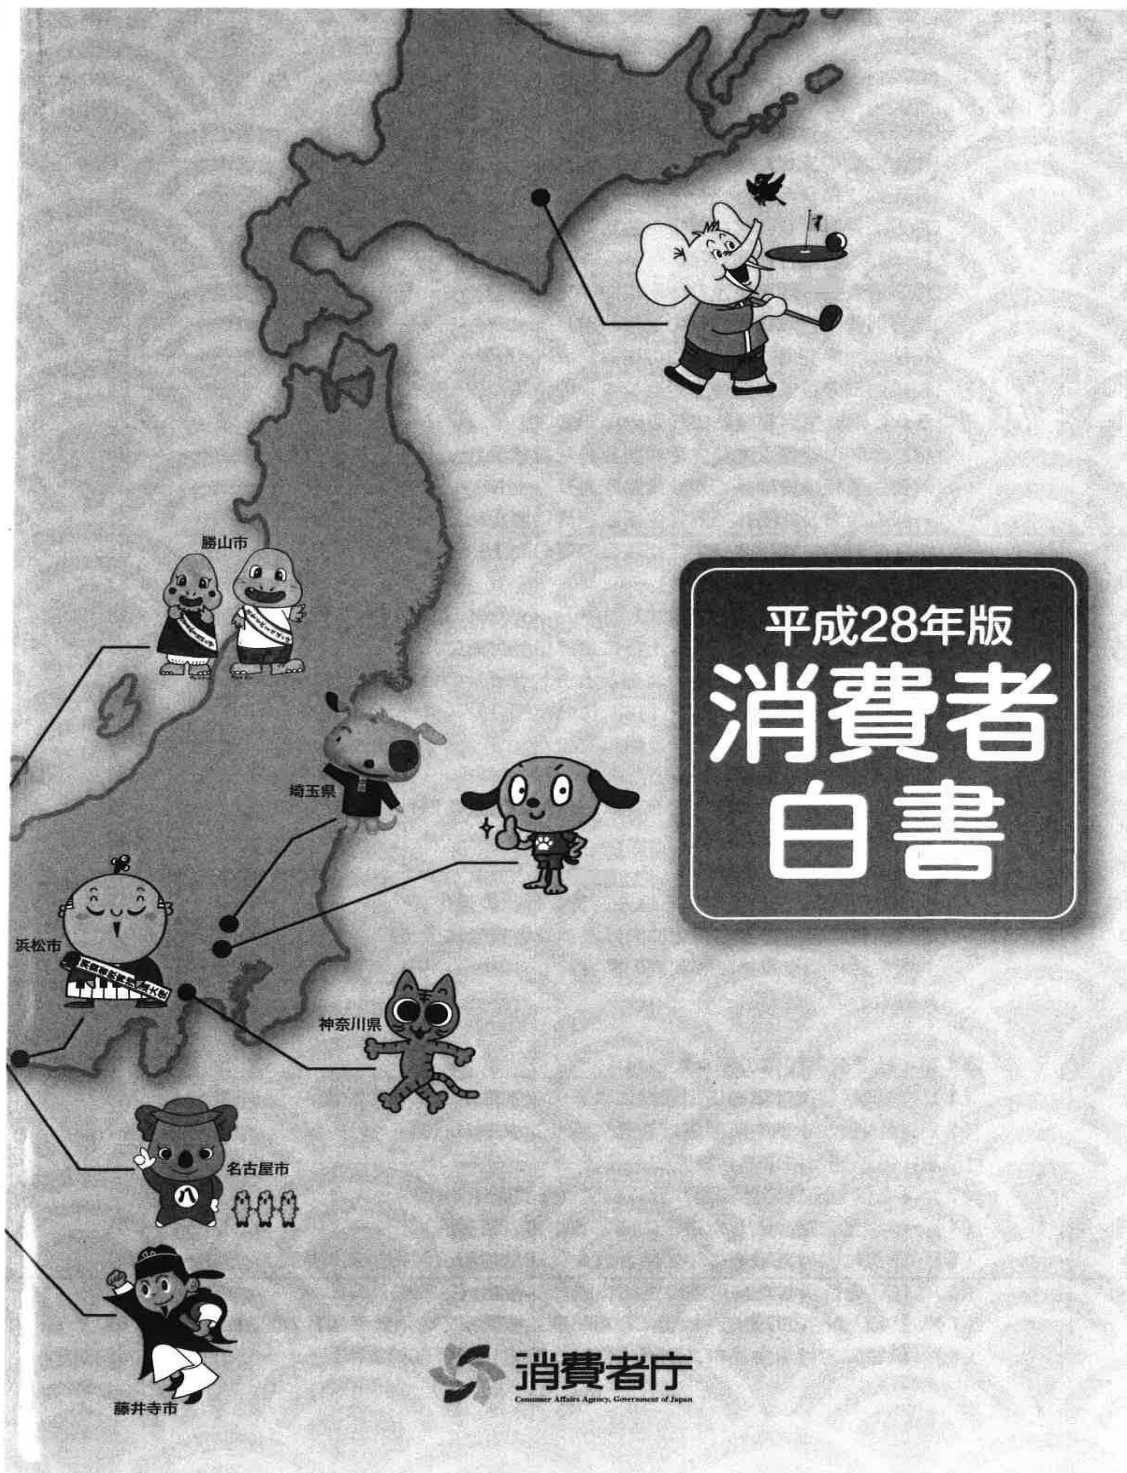 勝山市
平成28年版
消費者
白書
埼玉県
浜松市
神奈川県
名古屋市
八
藤井寺市
消費者庁
Consumer Affairs Agency, Government of Japan